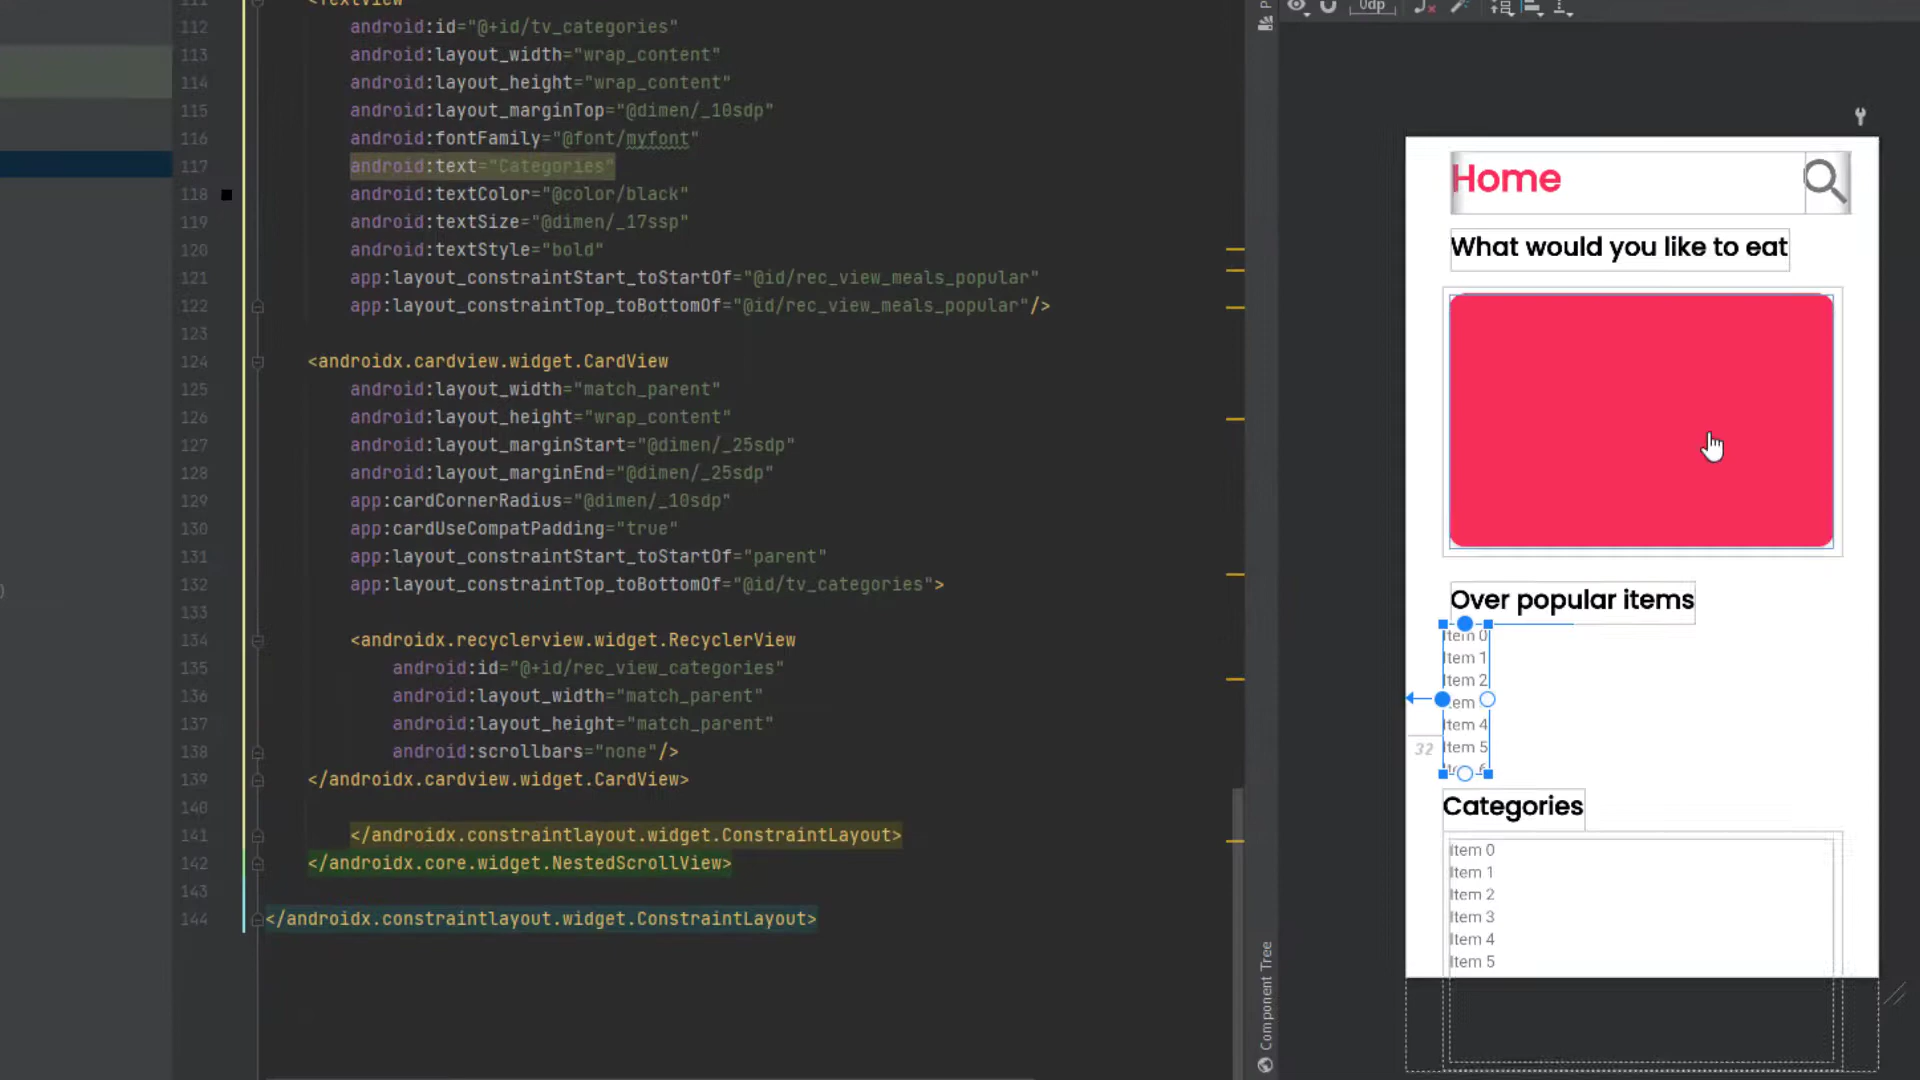 111 <TextView
112 android:id="@+id/tv_categories"
113 android:layout_width="wrap_content"
114 android:layout_height="wrap_content"
115 android:layout_marginTop="@dimen/_10sdp"
116 android:fontFamily="@font/myfont"
117 android:text="Categories"
118 android:textColor="@color/black"
119 android:textSize="@dimen/_17ssp"
120 android:textStyle="bold"
121 app:layout_constraintStart_toStartOf="@id/rec_view_meals_popular"
122 app:layout_constraintTop_toBottomOf="@id/rec_view_meals_popular"/>
123
124 <androidx.cardview.widget.CardView
125 android:layout_width="match_parent"
126 android:layout_height="wrap_content"
127 android:layout_marginStart="@dimen/_25sdp"
128 android:layout_marginEnd="@dimen/_25sdp"
129 app:cardCornerRadius="@dimen/_10sdp"
130 app:cardUseCompatPadding="true"
131 app:layout_constraintStart_toStartOf="parent"
132 app:layout_constraintTop_toBottomOf="@id/tv_categories">
133
134 <androidx.recyclerview.widget.RecyclerView
135 android:id="@+id/rec_view_categories"
136 android:layout_width="match_parent"
137 android:layout_height="match_parent"
138 android:scrollbars="none"/>
139 </androidx.cardview.widget.CardView>
140
141 </androidx.constraintlayout.widget.ConstraintLayout>
142 </androidx.core.widget.NestedScrollView>
143
144 </androidx.constraintlayout.widget.ConstraintLayout>
)
Component Tree
0dp
Home
What would you like to eat
Over popular items
Item 0
Item 1
Item 2
Item 4
32
Item 5
Categories
Item 0
Item 1
Item 2
Item 3
Item 4
Item 5